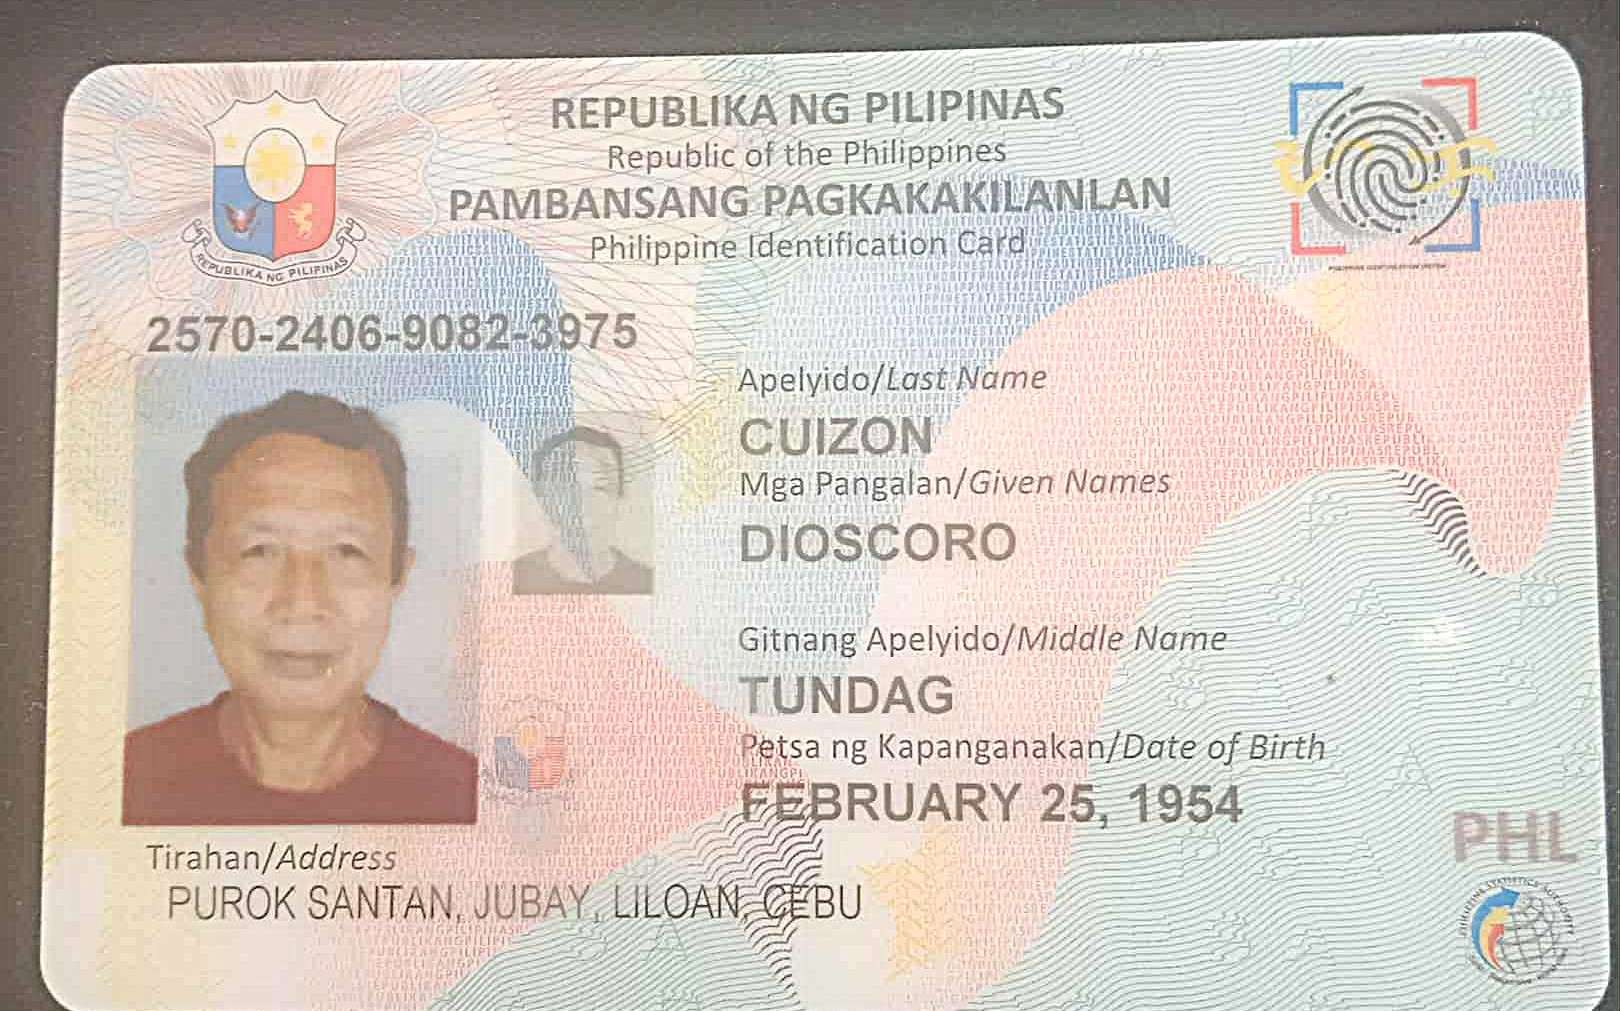 REPUBLIKA NG PILIPINAS
Republic of the Philippines
PAMBANSANG PAGKAKAKILANLAN
Philippine Identification Card
REPUBLIKA NG PILIPINAS
2570-2406-9082-3975
Apelyido/Last Name
CUIZON
Mga Pangalan/Given Names
DIOSCORO
Gitnang Apelyido/Middle Name
TUNDAG
Petsa ng Kapanganakan/Date of Birth
FEBRUARY 25, 1954
PHL
Tirahan/Address
PUROK SANTAN, JUBAY, LILOAN, CEBU